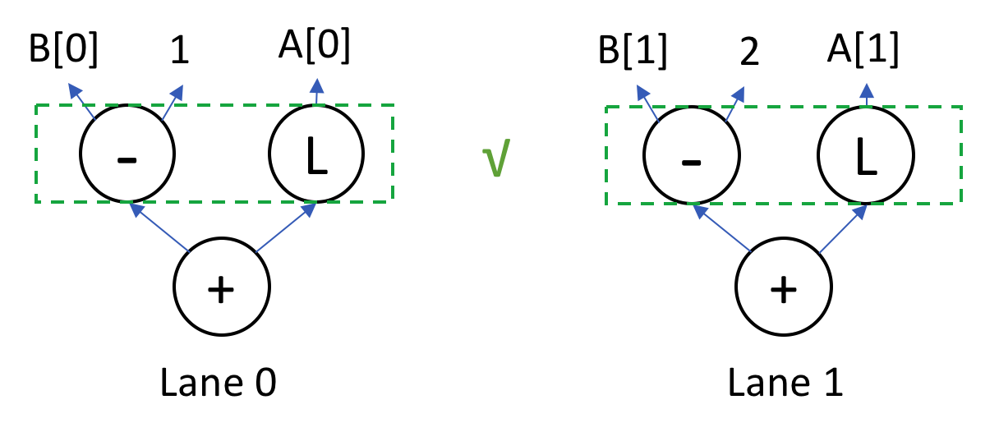 B[0] 1 A[0]
B[1] 2 A[1]
- L
√
- L
+
+
Lane 0
Lane 1